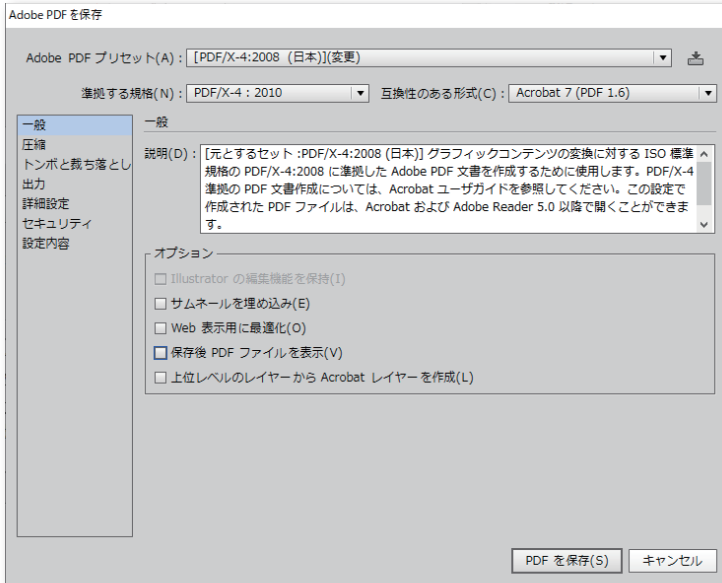 Adobe PDF を保存
Adobe PDF プリセット(A)： [PDF/X-4:2008 (日本)](変更)
準拠する規格(N)： PDF/X-4：2010 互換性のある形式(C)： Acrobat 7 (PDF 1.6)
一般
圧縮
トンボと裁ち落とし
出力
詳細設定
セキュリティ
設定内容
一般
説明(D)： [元とするセット :PDF/X-4:2008 (日本)] グラフィックコンテンツの変換に対する ISO 標準
規格の PDF/X-4:2008 に準拠した Adobe PDF 文書を作成するために使用します。PDF/X-4
準拠の PDF 文書作成については、Acrobat ユーザガイドを参照してください。この設定で
作成された PDF ファイルは、Acrobat および Adobe Reader 5.0 以降で開くことができま
す。
オプション
Illustrator の編集機能を保持(I)
サムネールを埋め込み(E)
Web 表示用に最適化(O)
保存後 PDF ファイルを表示(V)
上位レベルのレイヤーから Acrobat レイヤーを作成(L)
PDF を保存(S) キャンセル